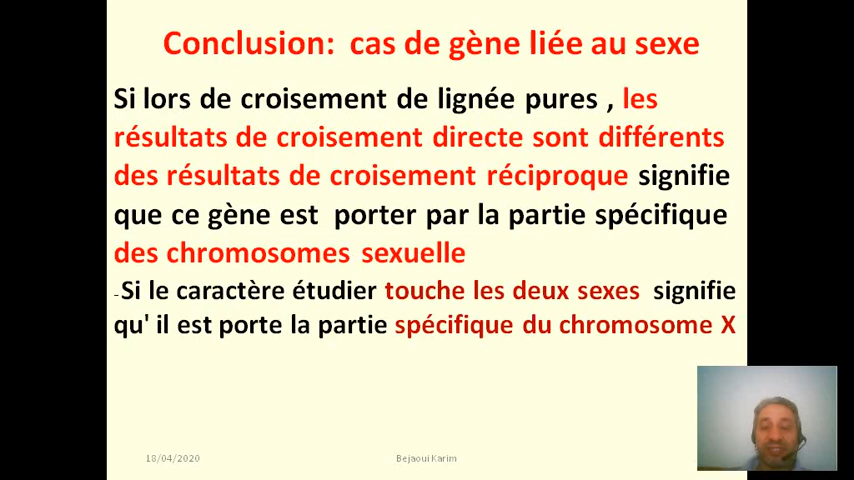 Conclusion: cas de gène liée au sexe
Si lors de croisement de lignée pures , les
résultats de croisement directe sont différents
des résultats de croisement réciproque signifie
que ce gène est porter par la partie spécifique
des chromosomes sexuelle
-Si le caractère étudier touche les deux sexes signifie
qu' il est porte la partie spécifique du chromosome X
18/04/2020
Bejaoui Karim